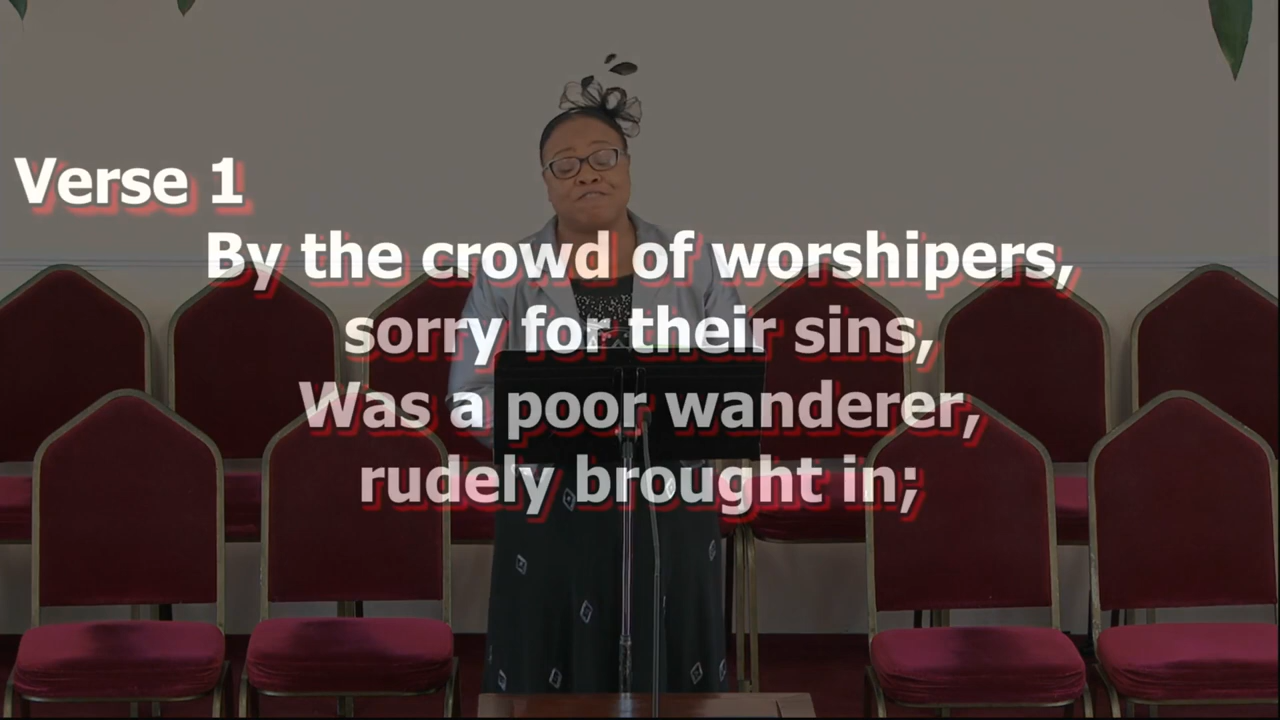 Verse 1
By the crowd of worshipers,
sorry for their sins,
Was a poor wanderer,
rudely brought in;